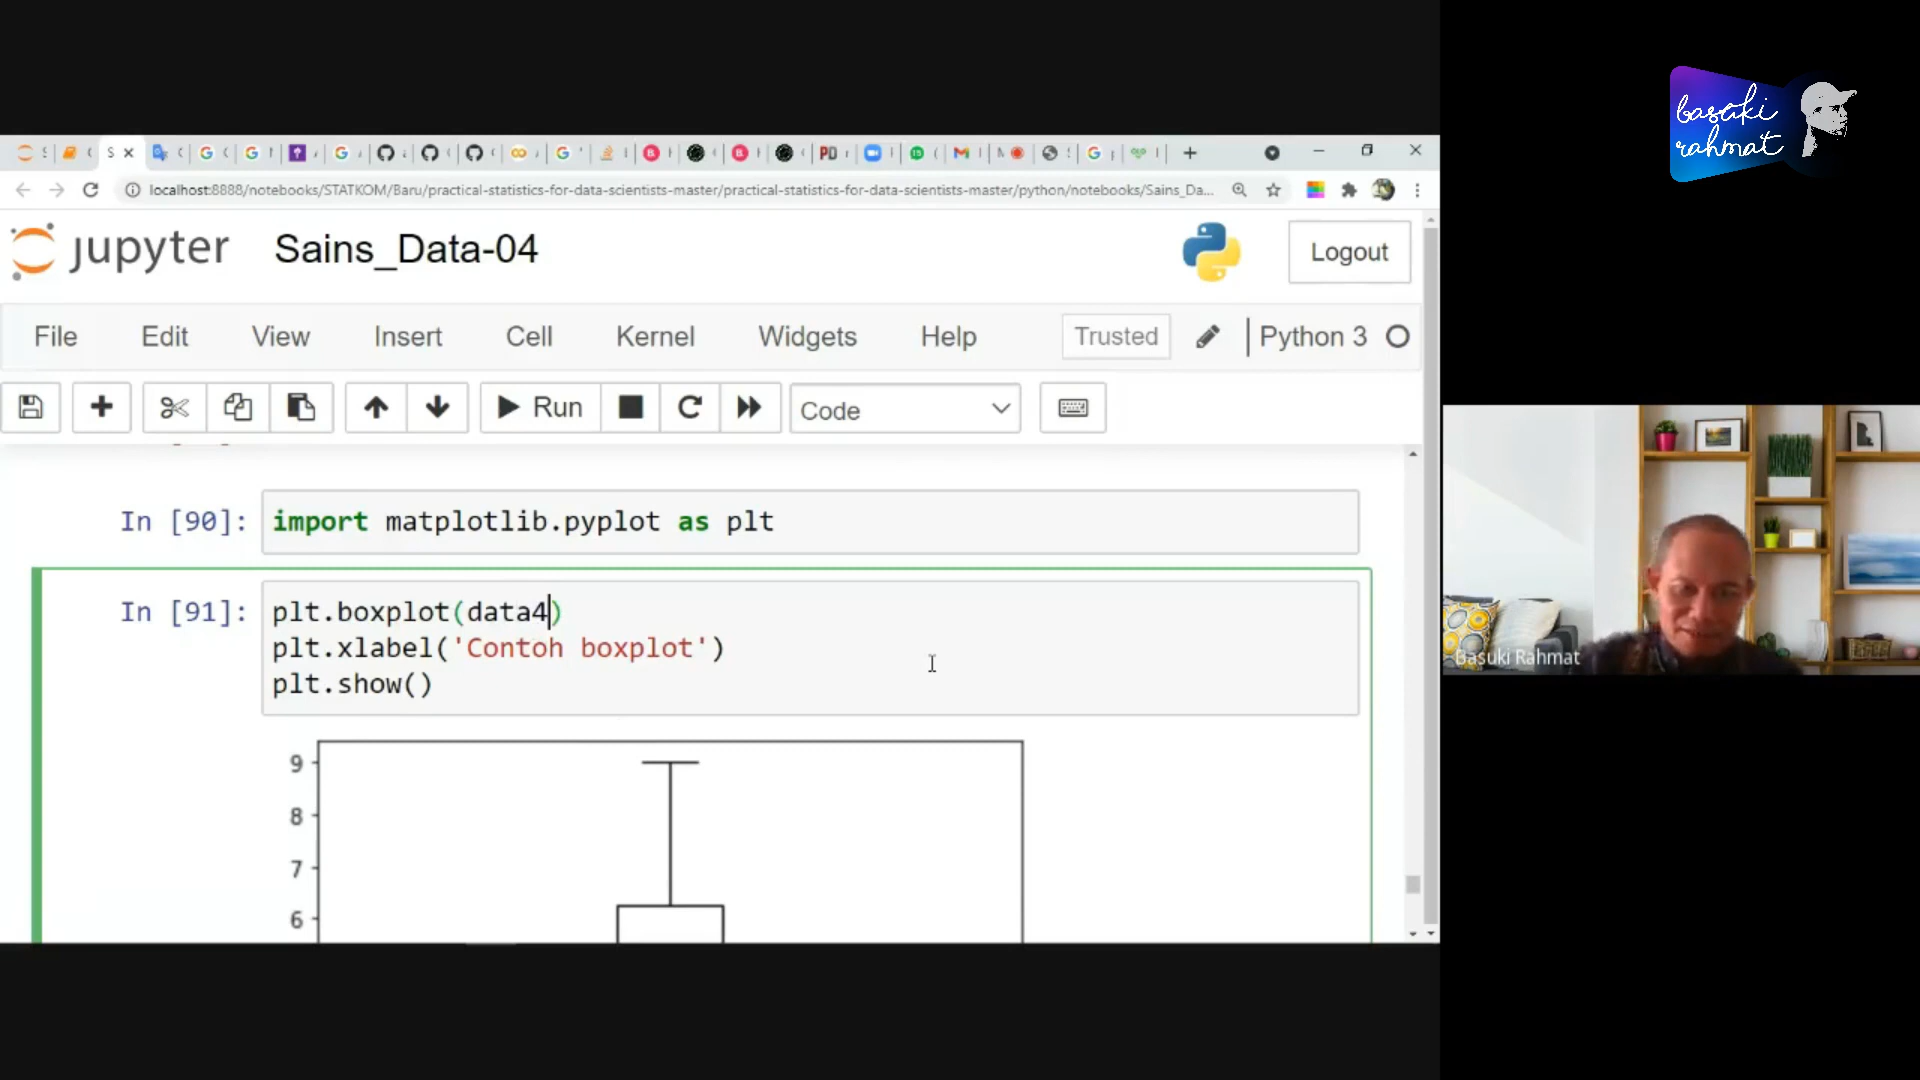 basuki
rahmat
localhost:8888/notebooks/STATKOM/Baru/practical-statistics-for-data-scientists-master/practical-statistics-for-data-scientists-master/python/notebooks/Sains_Da...
jupyter Sains_Data-04 Logout
File Edit View Insert Cell Kernel Widgets Help Trusted Python 3
Run Code
In [90]: import matplotlib.pyplot as plt
In [91]: plt.boxplot(data4)
plt.xlabel('Contoh boxplot')
plt.show()
9
8
7
6
Basuki Rahmat